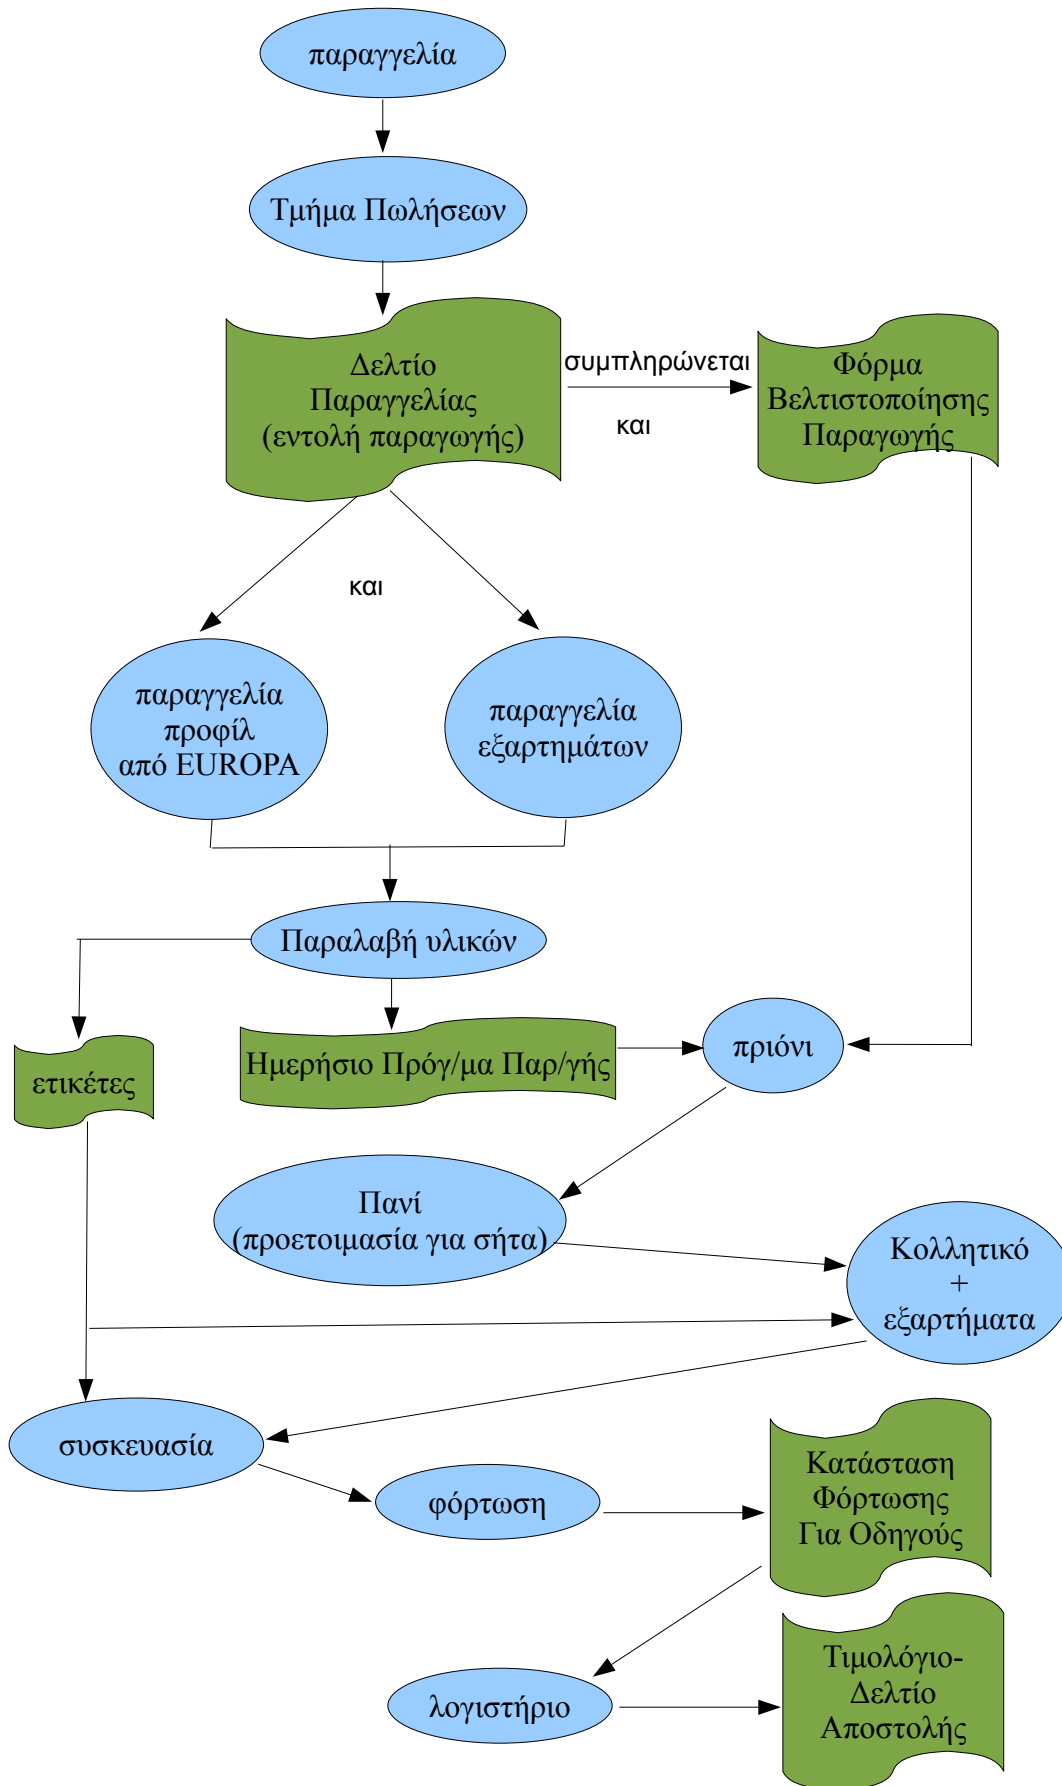 παραγγελία
Τμήμα Πωλήσεων
Δελτίο
Παραγγελίας
(εντολή παραγωγής)
συμπληρώνεται
και
Φόρμα
Βελτιστοποίησης
Παραγωγής
και
παραγγελία
προφίλ
από EUROPA
παραγγελία
εξαρτημάτων
Παραλαβή υλικών
ετικέτες
Ημερήσιο Πρόγ/μα Παρ/γής
πριόνι
Πανί
(προετοιμασία για σήτα)
Κολλητικό
+
εξαρτήματα
συσκευασία
φόρτωση
Κατάσταση
Φόρτωσης
Για Οδηγούς
λογιστήριο
Τιμολόγιο-
Δελτίο
Αποστολής